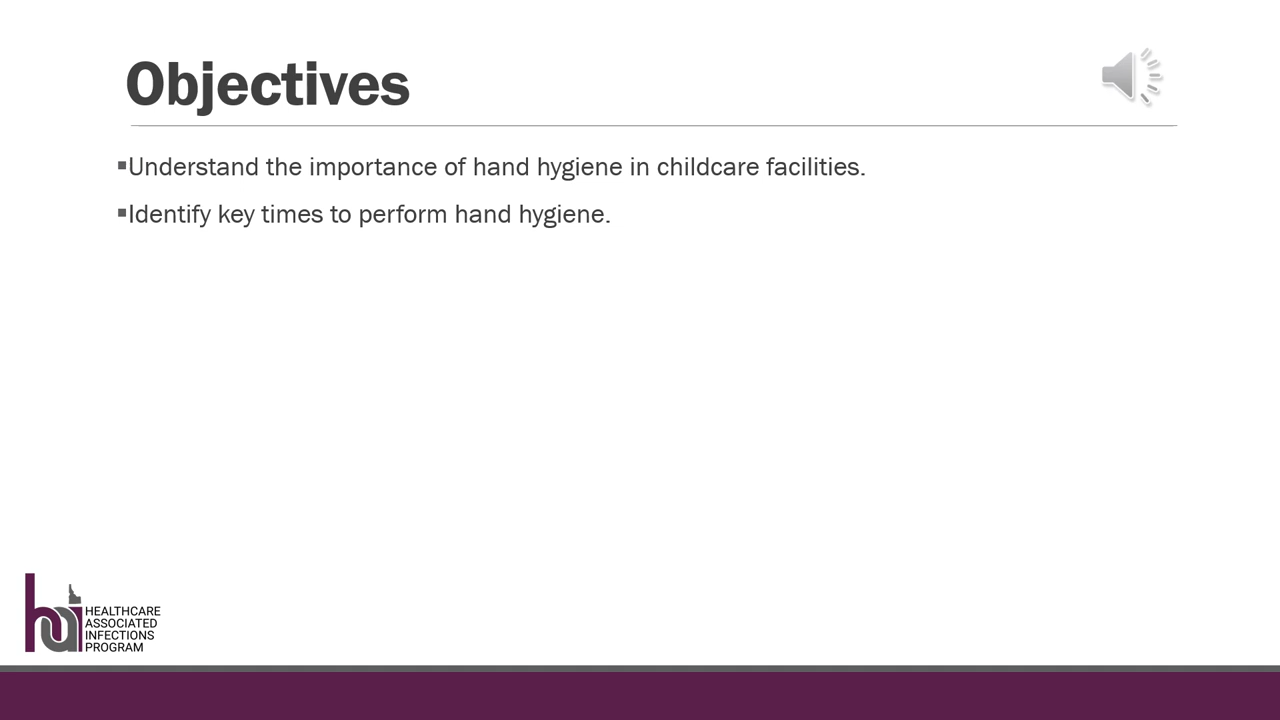 Objectives
▪Understand the importance of hand hygiene in childcare facilities.
▪Identify key times to perform hand hygiene.
hai
HEALTHCARE
ASSOCIATED
INFECTIONS
PROGRAM